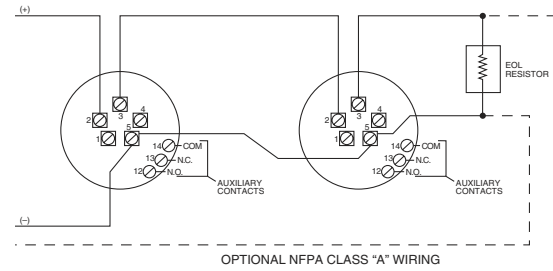 (+)
EOL
RESISTOR
3
4
2
1
5
14
COM
13
N.C.
12
N.O.
AUXILIARY
CONTACTS
3
4
2
1
5
14
COM
13
N.C.
12
N.O.
AUXILIARY
CONTACTS
(–)
OPTIONAL NFPA CLASS “A” WIRING